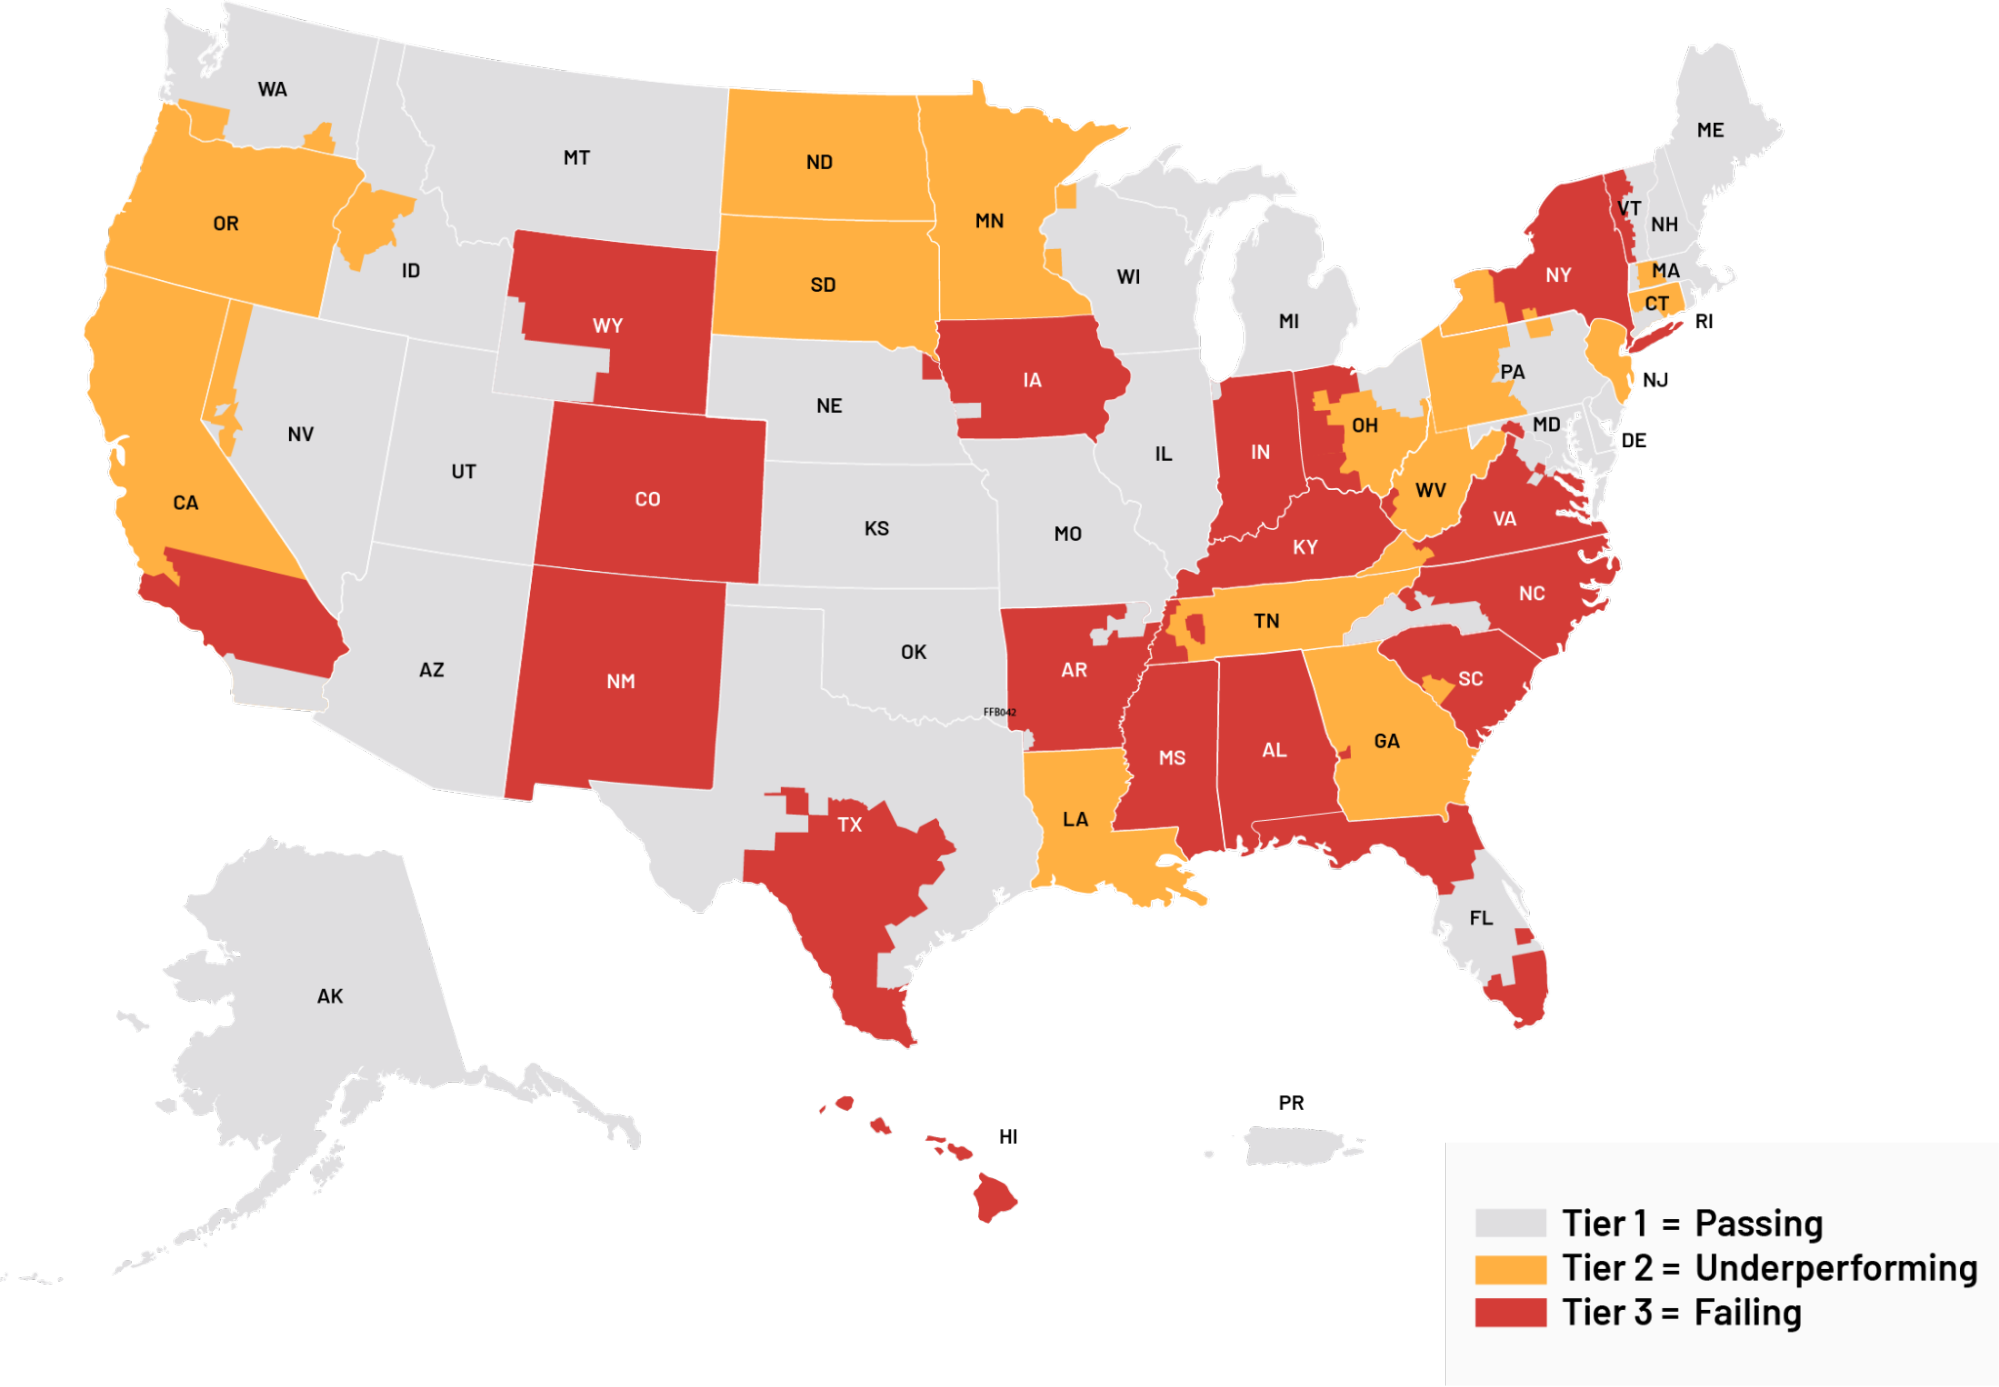 WA
ME
MT
ND
OR
MN
VT
NH
ID
SD
WI
NY
MA
CT
RI
WY
MI
IA
PA
NJ
NE
NV
OH
MD
DE
UT
IL
IN
CA
CO
WV
KS
MO
KY
VA
NC
TN
OK
AZ
NM
AR
SC
FFB042
MS
AL
GA
LA
TX
FL
AK
PR
HI
Tier 1 = Passing
Tier 2 = Underperforming
Tier 3 = Failing